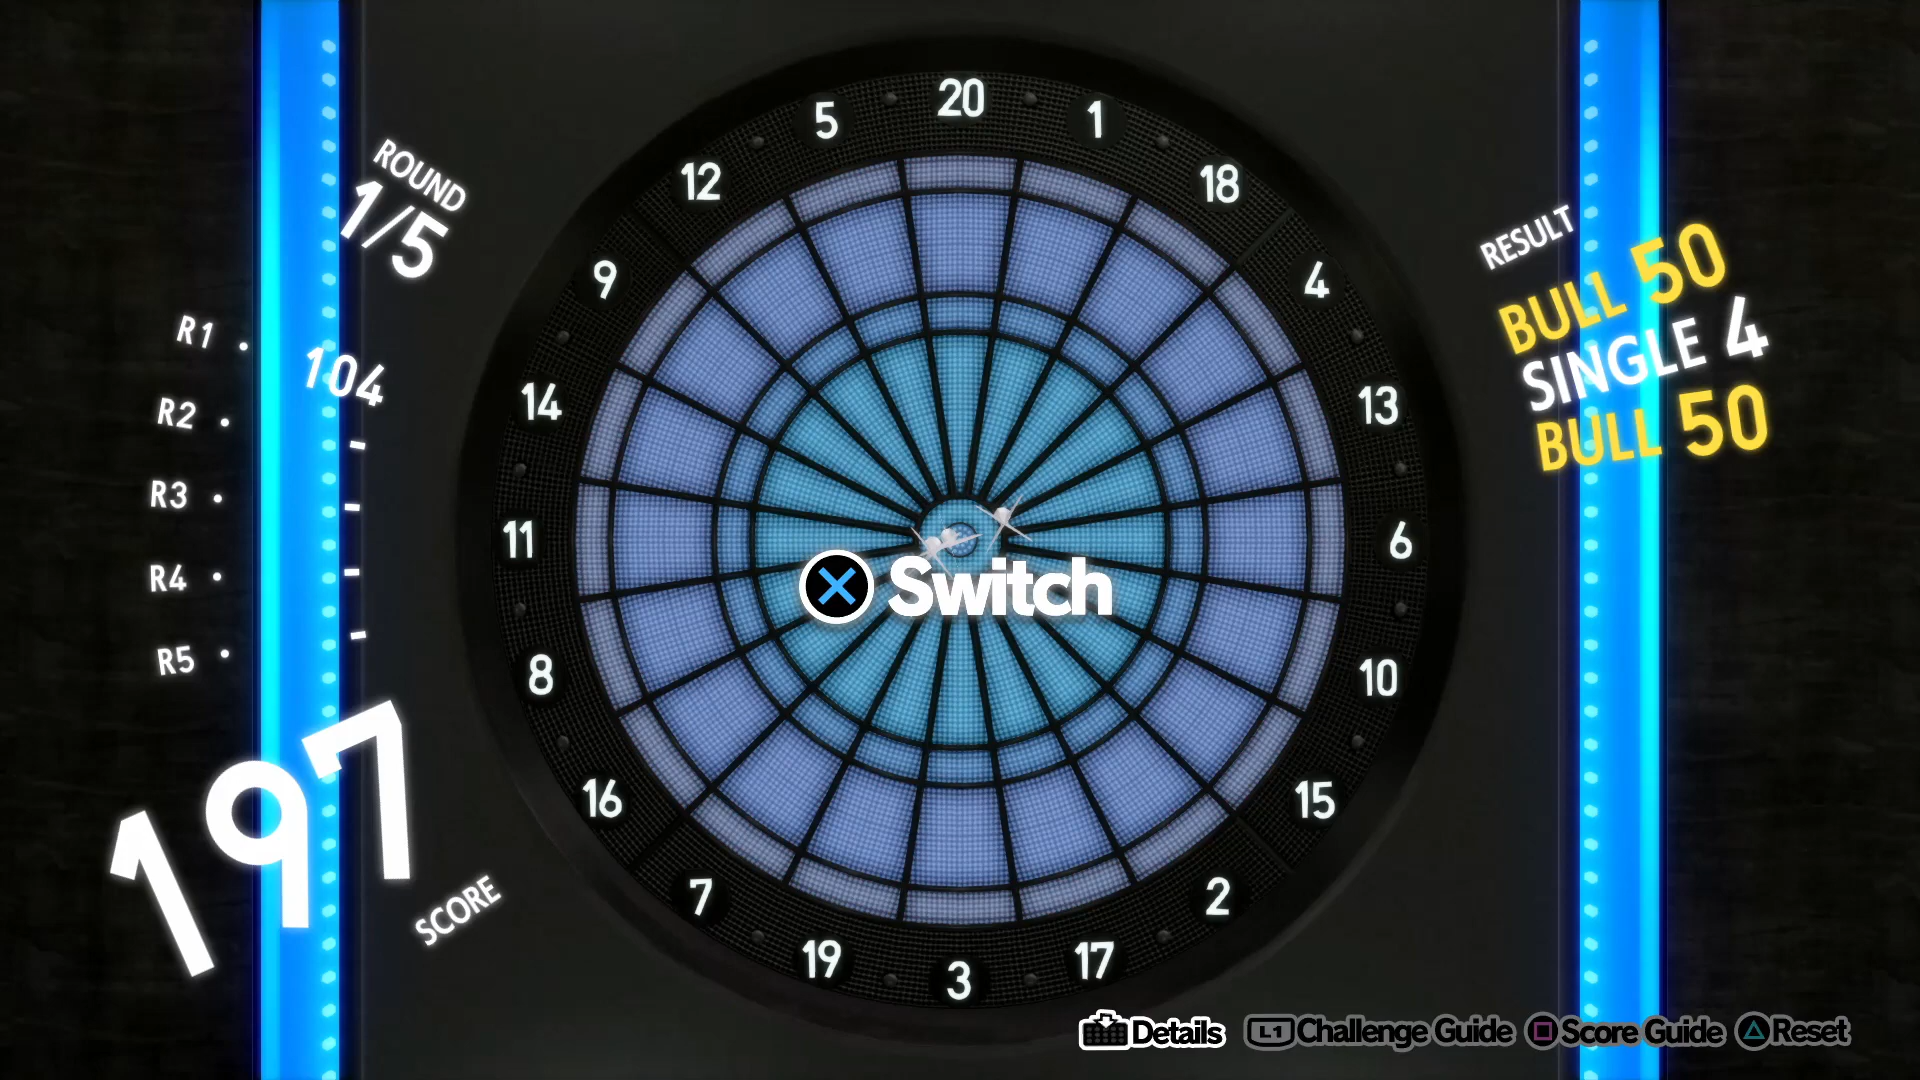 ROUND
1/5
R1 • 104
R2 • -
R3 • -
R4 • -
R5 • -
197
SCORE
20
1
18
4
13
6
10
15
2
17
3
19
7
16
8
11
14
9
12
5
Switch
RESULT
BULL 50
SINGLE 4
BULL 50
Details L1 Challenge Guide Score Guide Reset